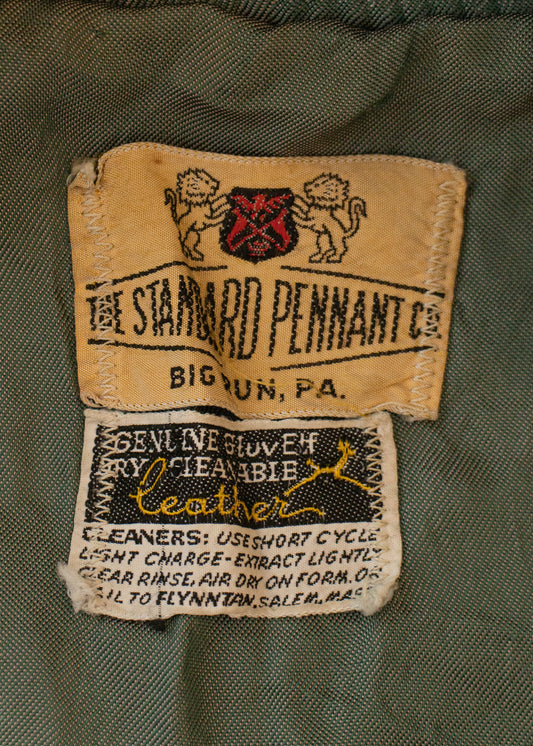 THE STANDARD PENNANT CO
BIG RUN, PA.
GENUINE
DRY CLEANABLE
leather
CLEANERS: USE SHORT CYCLE
LIGHT CHARGE-EXTRACT LIGHTLY
CLEAR RINSE, AIR DRY ON FORM. OR
MAIL TO FLYNNTAN, SALEM, MASS